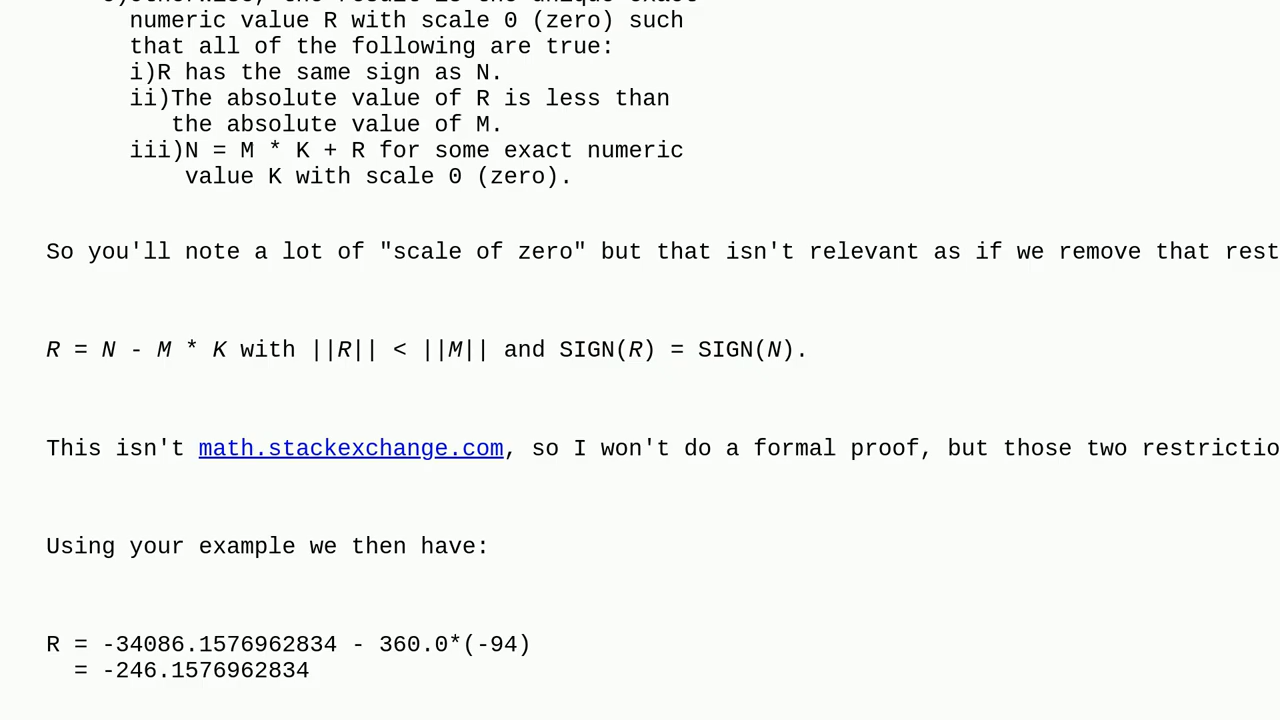 numeric value R with scale 0 (zero) such
that all of the following are true:
i)R has the same sign as N.
ii)The absolute value of R is less than
the absolute value of M.
iii)N = M * K + R for some exact numeric
value K with scale 0 (zero).
So you'll note a lot of "scale of zero" but that isn't relevant as if we remove that rest
R = N - M * K with ||R|| < ||M|| and SIGN(R) = SIGN(N).
This isn't math.stackexchange.com, so I won't do a formal proof, but those two restrictio
Using your example we then have:
R = -34086.1576962834 - 360.0*(-94)
= -246.1576962834